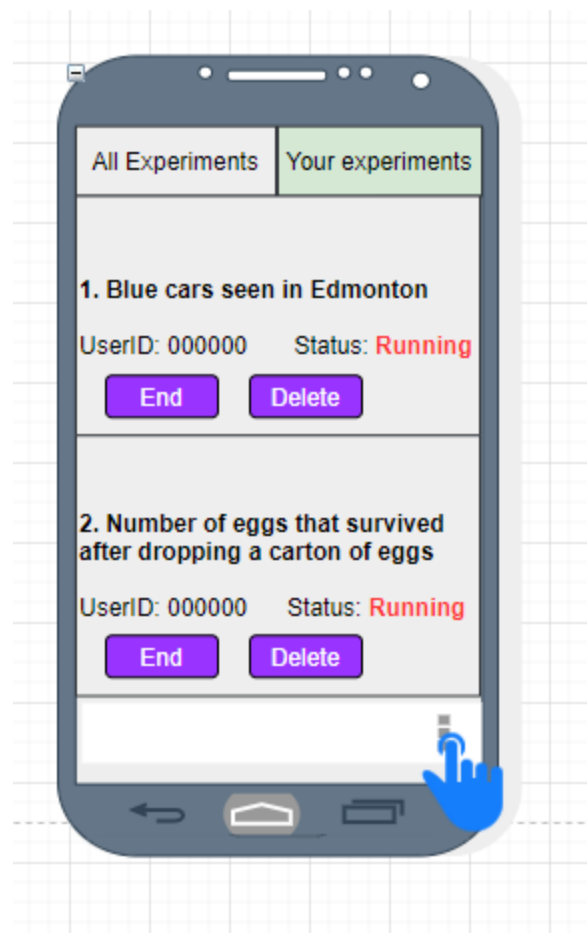 All Experiments Your experiments
1. Blue cars seen in Edmonton
UserID: 000000 Status: Running
End Delete
2. Number of eggs that survived
after dropping a carton of eggs
UserID: 000000 Status: Running
End Delete